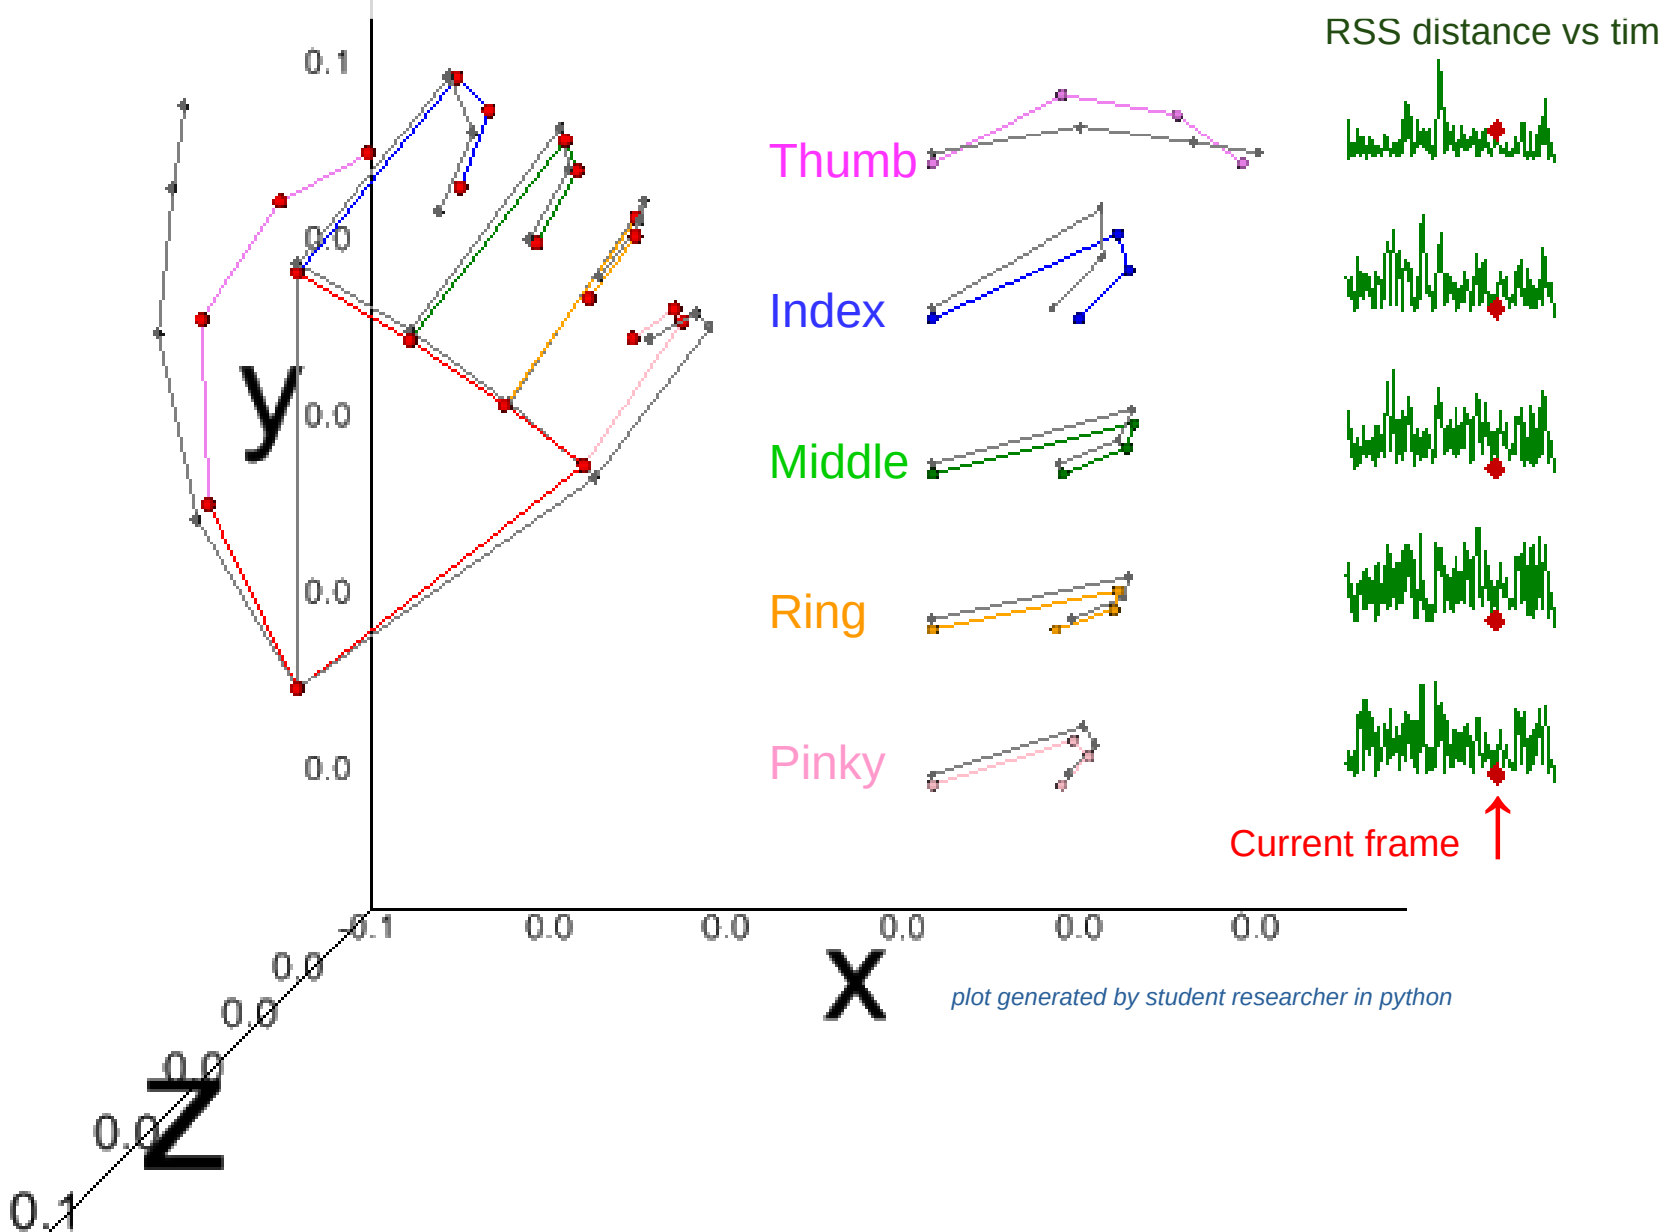 RSS distance vs tim
0.1
0.0
0.0
0.0
0.0
y
Thumb
Index
Middle
Ring
Pinky
Current frame
-0.1
0.0
0.0
0.0
0.0
0.0
x
plot generated by student researcher in python
0.0
0.0
0.0
z
0.0
0.1